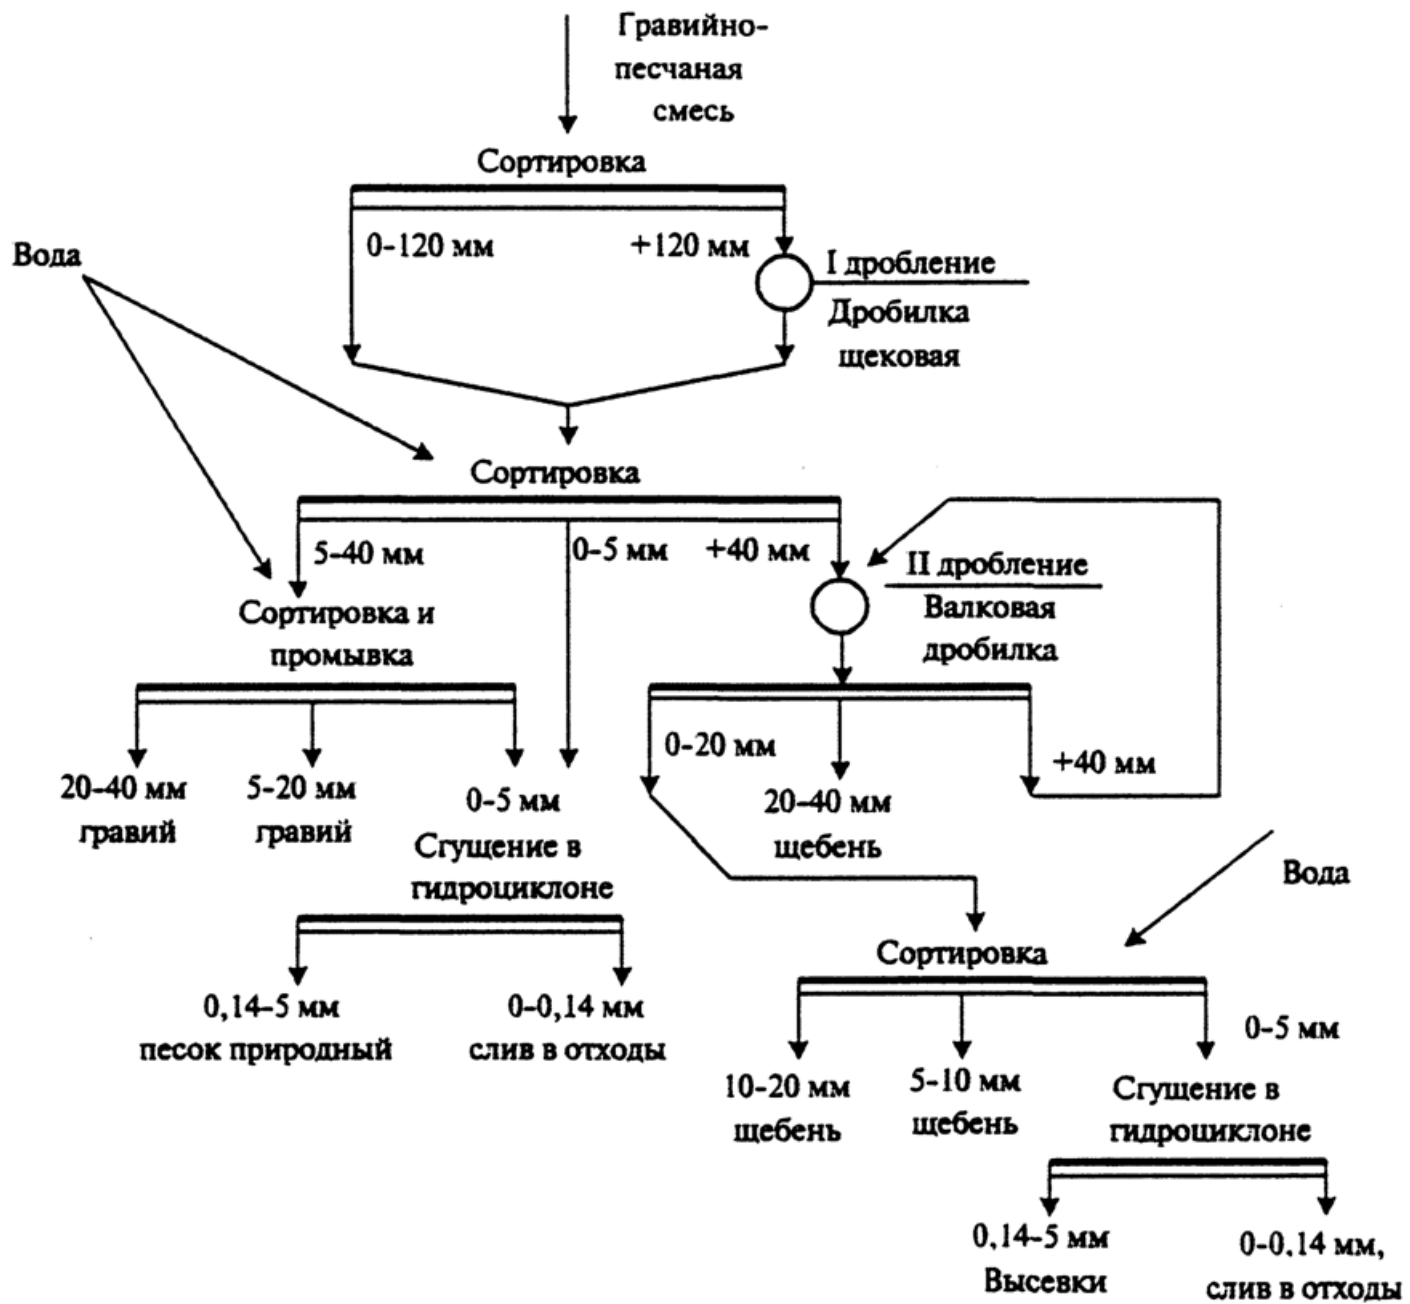 Гравийно-
песчаная
смесь
Сортировка
0-120 мм
+120 мм
Вода
I дробление
Дробилка
щековая
Сортировка
5-40 мм
0-5 мм
+40 мм
II дробление
Валковая
дробилка
Сортировка и
промывка
0-20 мм
+40 мм
20-40 мм
гравий
5-20 мм
гравий
0-5 мм
20-40 мм
щебень
Сгущение в
гидроциклоне
Вода
Сортировка
0,14-5 мм
песок природный
0-0,14 мм
слив в отходы
0-5 мм
10-20 мм
щебень
5-10 мм
щебень
Сгущение в
гидроциклоне
0,14-5 мм
Высевки
0-0,14 мм,
слив в отходы